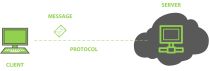 SERVER
MESSAGE
PROTOCOL
CLIENT